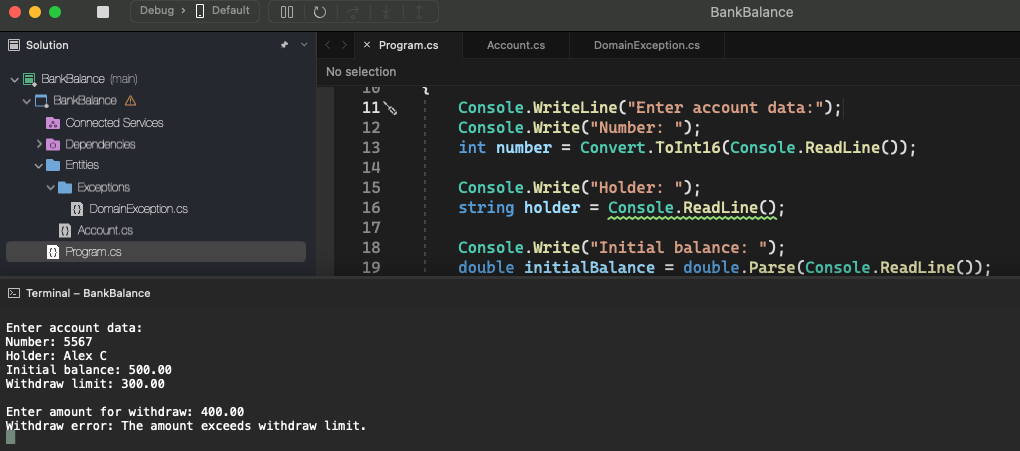 Debug > Default
BankBalance
Solution
Program.cs Account.cs DomainException.cs
No selection
BankBalance (main)
BankBalance
Connected Services
Dependencies
Entities
Exceptions
DomainException.cs
Account.cs
Program.cs
10 {
11 Console.WriteLine("Enter account data:");
12 Console.Write("Number: ");
13 int number = Convert.ToInt16(Console.ReadLine());
14
15 Console.Write("Holder: ");
16 string holder = Console.ReadLine();
17
18 Console.Write("Initial balance: ");
19 double initialBalance = double.Parse(Console.ReadLine());
Terminal – BankBalance
Enter account data:
Number: 5567
Holder: Alex C
Initial balance: 500.00
Withdraw limit: 300.00
Enter amount for withdraw: 400.00
Withdraw error: The amount exceeds withdraw limit.